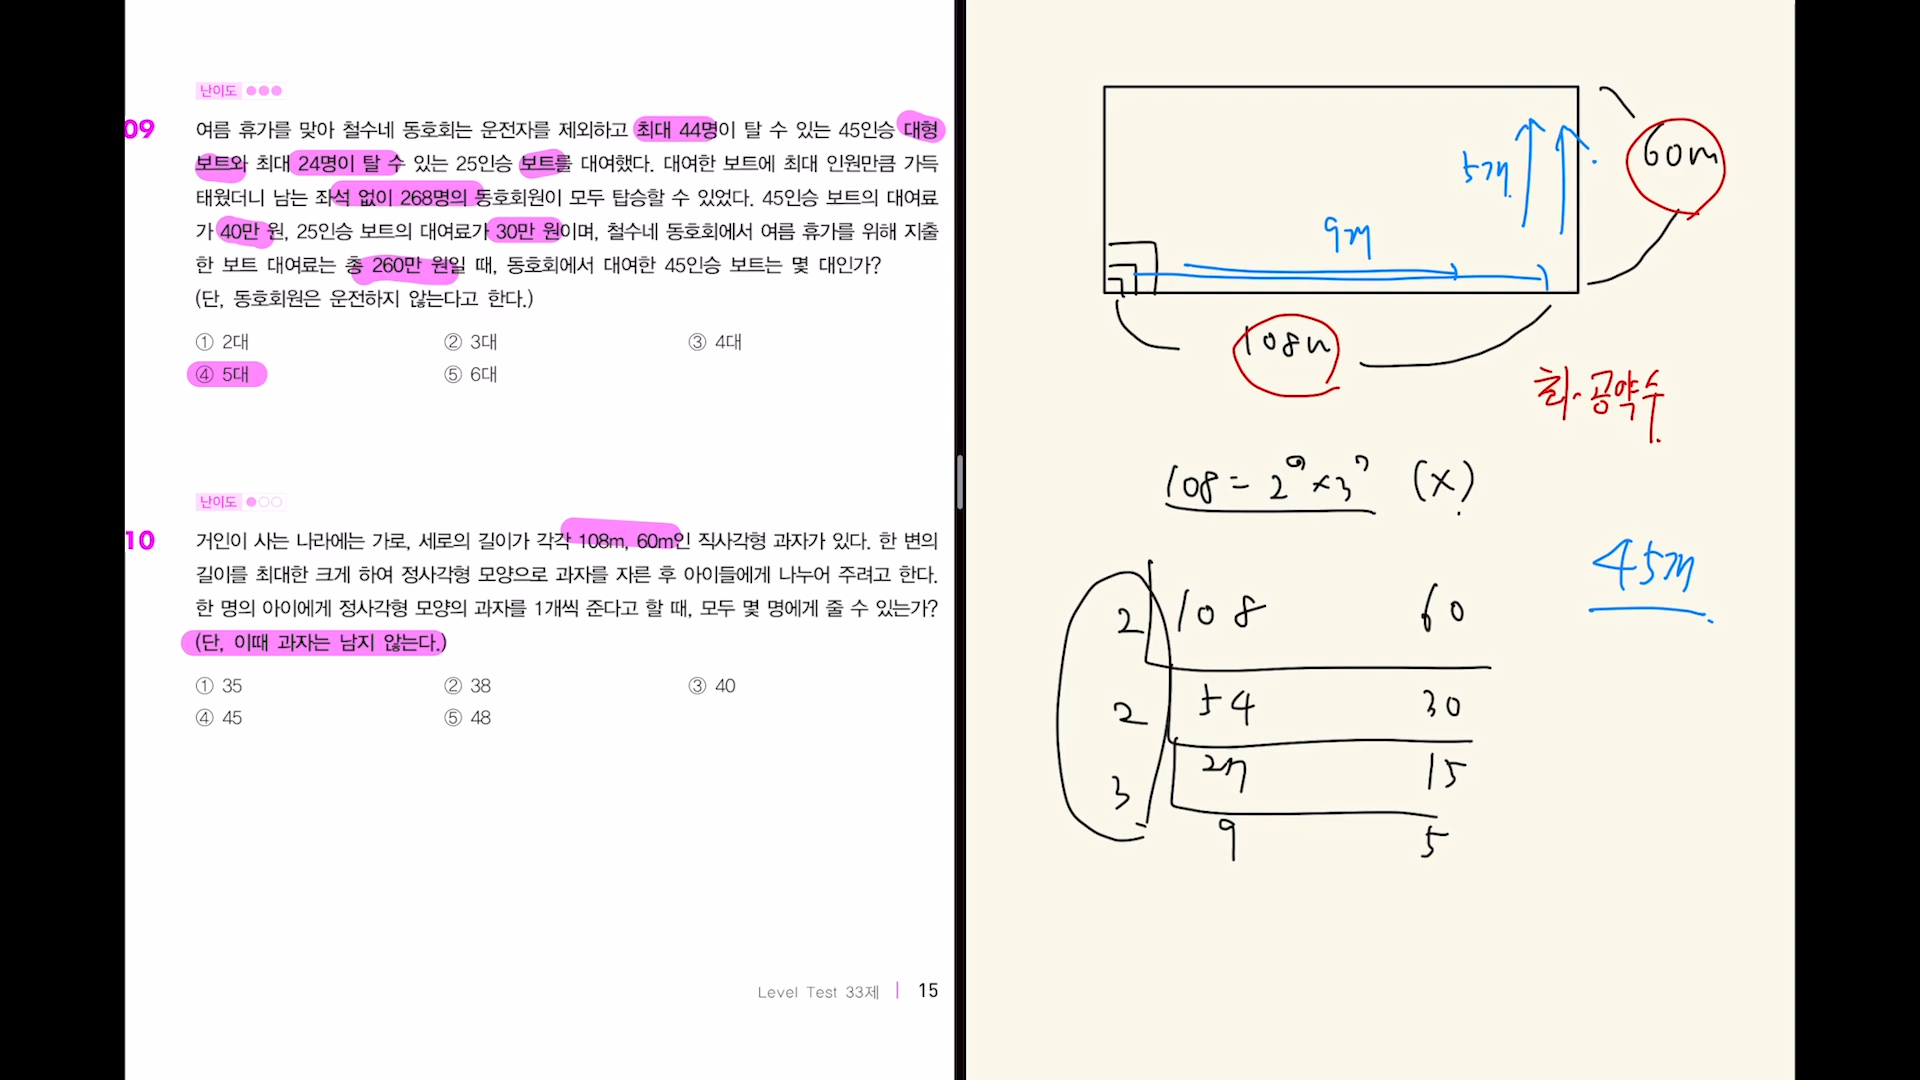 난이도
09
여름 휴가를 맞아 철수네 동호회는 운전자를 제외하고 최대 44명이 탈 수 있는 45인승 대형
보트와 최대 24명이 탈 수 있는 25인승 보트를 대여했다. 대여한 보트에 최대 인원만큼 가득
태웠더니 남는 좌석 없이 268명의 동호회원이 모두 탑승할 수 있었다. 45인승 보트의 대여료
가 40만 원, 25인승 보트의 대여료가 30만 원이며, 철수네 동호회에서 여름 휴가를 위해 지출
한 보트 대여료는 총 260만 원일 때, 동호회에서 대여한 45인승 보트는 몇 대인가?
(단, 동호회원은 운전하지 않는다고 한다.)
① 2대 ② 3대 ③ 4대
④ 5대 ⑤ 6대
난이도
10
거인이 사는 나라에는 가로, 세로의 길이가 각각 108m, 60m인 직사각형 과자가 있다. 한 변의
길이를 최대한 크게 하여 정사각형 모양으로 과자를 자른 후 아이들에게 나누어 주려고 한다.
한 명의 아이에게 정사각형 모양의 과자를 1개씩 준다고 할 때, 모두 몇 명에게 줄 수 있는가?
(단, 이때 과자는 남지 않는다.)
① 35 ② 38 ③ 40
④ 45 ⑤ 48
Level Test 33제 | 15
60m
5개
9개
108m
최.공약수
(x)
45개
2 108 60
2 54 30
3 27 15
9 5